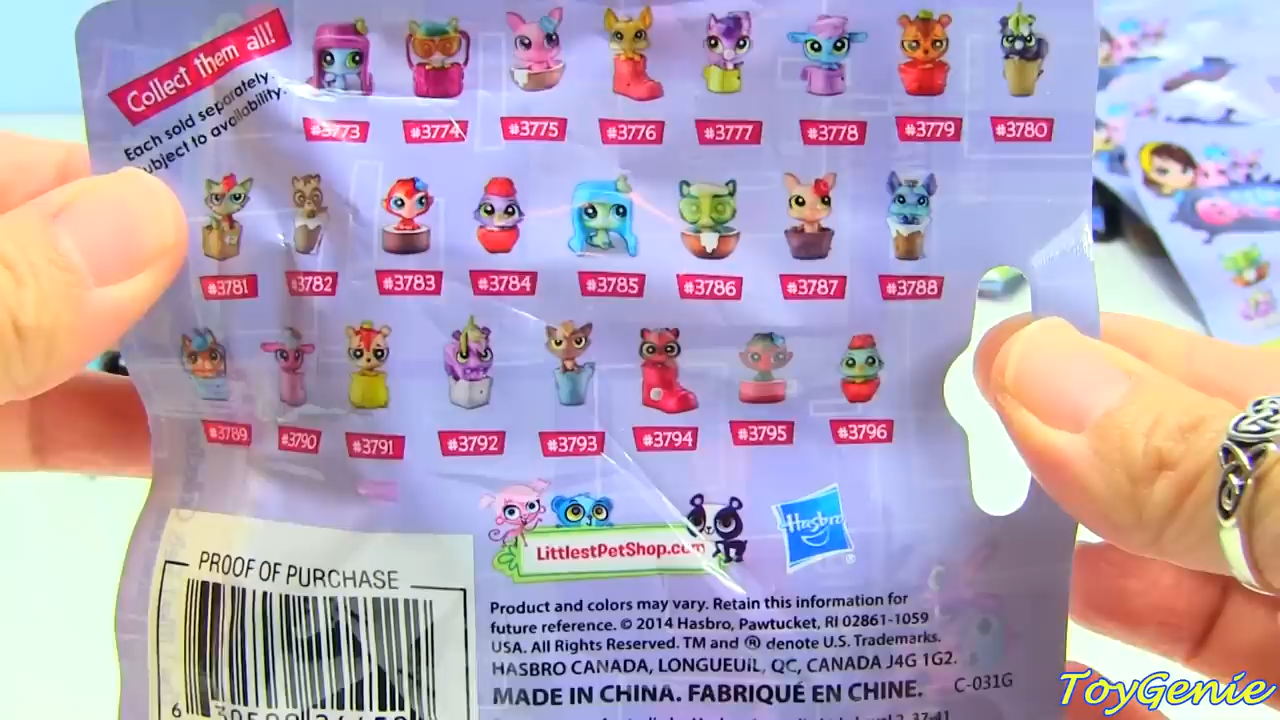 Collect them all!
Each sold separately.
ubject to availability.
#3773 #3774 #3775 #3776 #3777 #3778 #3779 #3780
#3781 #3782 #3783 #3784 #3785 #3786 #3787 #3788
#3789 #3790 #3791 #3792 #3793 #3794 #3795 #3796
LittlestPetShop.com
Hasbro
®
PROOF OF PURCHASE
Product and colors may vary. Retain this information for
future reference. © 2014 Hasbro, Pawtucket, RI 02861-1059
USA. All Rights Reserved. TM and ® denote U.S. Trademarks.
HASBRO CANADA, LONGUEUIL, QC, CANADA J4G 1G2.
MADE IN CHINA. FABRIQUÉ EN CHINE. C-031G
6
37-41
ToyGenie